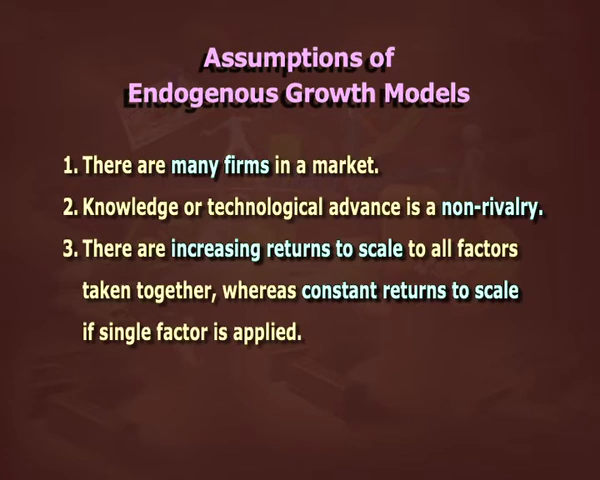 Assumptions of
Endogenous Growth Models
1. There are many firms in a market.
2. Knowledge or technological advance is a non-rivalry.
3. There are increasing returns to scale to all factors
taken together, whereas constant returns to scale
if single factor is applied.